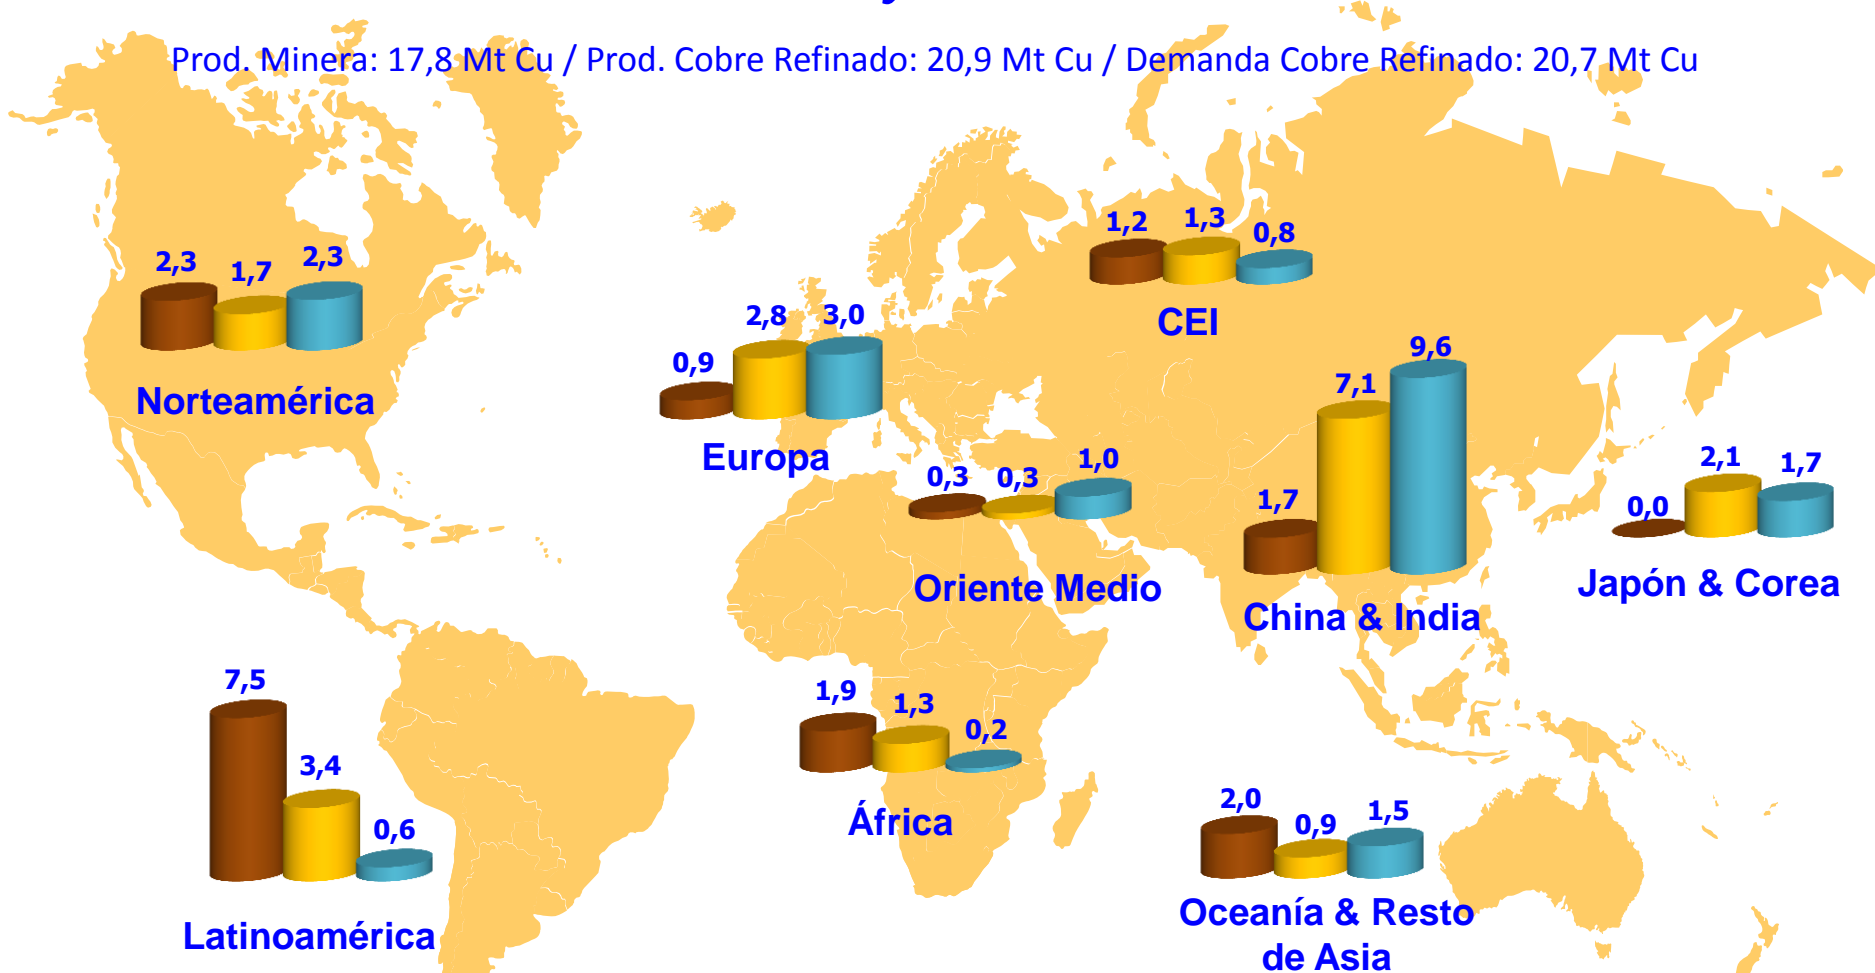 Prod. Minera: 17,8 Mt Cu / Prod. Cobre Refinado: 20,9 Mt Cu / Demanda Cobre Refinado: 20,7 Mt Cu
2,3 1,7 2,3
Norteamérica
0,9 2,8 3,0
Europa
1,2 1,3 0,8
CEI
0,3 0,3 1,0
Oriente Medio
1,7 7,1 9,6
China & India
0,0 2,1 1,7
Japón & Corea
7,5 3,4 0,6
Latinoamérica
1,9 1,3 0,2
África
2,0 0,9 1,5
Oceanía & Resto
de Asia